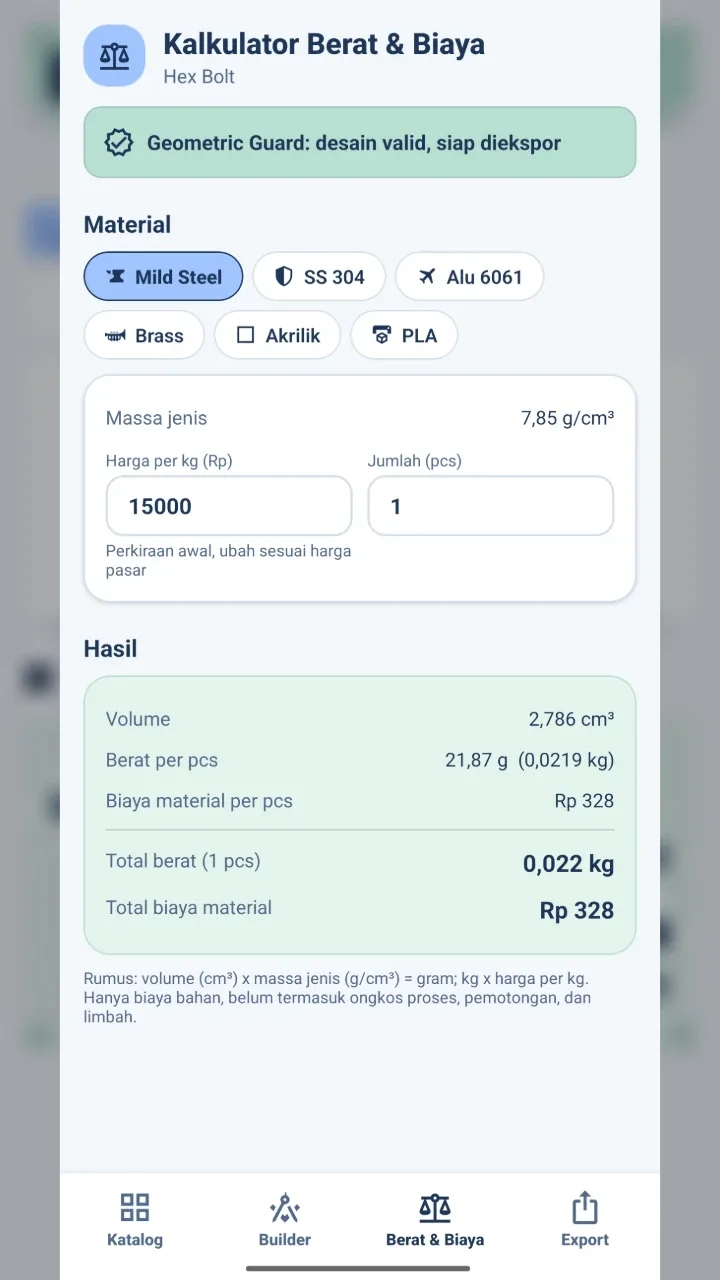 Kalkulator Berat & Biaya
Hex Bolt
Geometric Guard: desain valid, siap diekspor
Material
Mild Steel
SS 304
Alu 6061
Brass
Akrilik
PLA
Massa jenis 7,85 g/cm³
Harga per kg (Rp) Jumlah (pcs)
15000 1
Perkiraan awal, ubah sesuai harga
pasar
Hasil
Volume 2,786 cm³
Berat per pcs 21,87 g (0,0219 kg)
Biaya material per pcs Rp 328
Total berat (1 pcs) 0,022 kg
Total biaya material Rp 328
Rumus: volume (cm³) x massa jenis (g/cm³) = gram; kg x harga per kg.
Hanya biaya bahan, belum termasuk ongkos proses, pemotongan, dan
limbah.
Katalog Builder Berat & Biaya Export